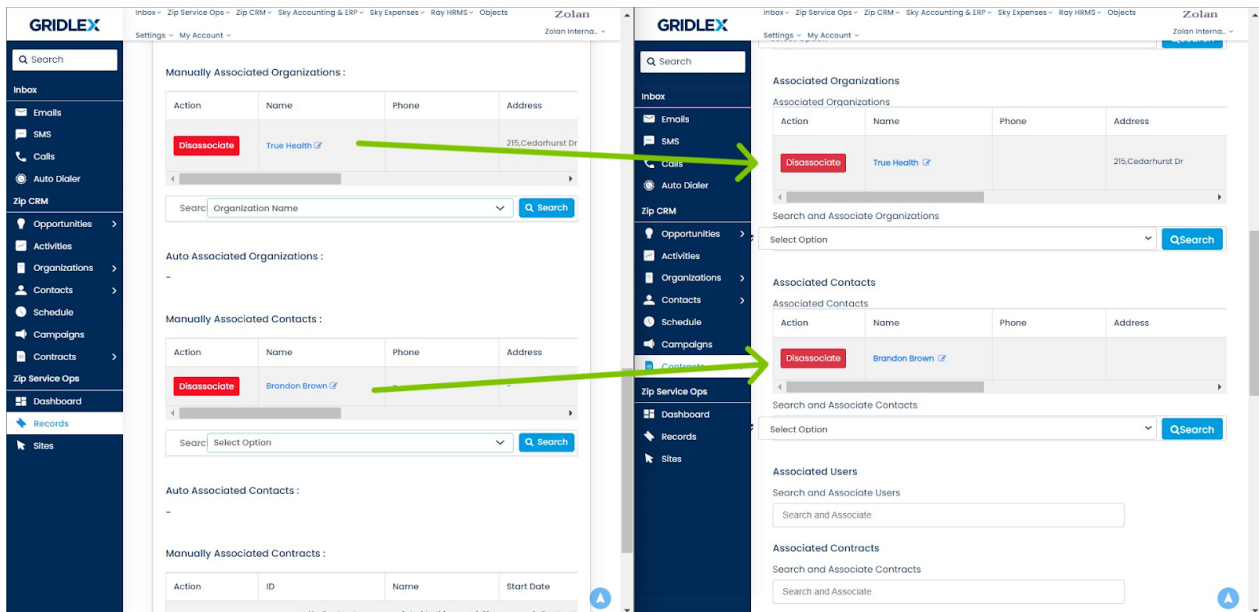 GRIDLEX
Inbox Zip Service Ops Zip CRM Sky Accounting & ERP Sky Expenses Ray HRMS Objects
Settings My Account
Zolan
Zolan Interna..
Search
Inbox
Emails
SMS
Calls
Auto Dialer
Zip CRM
Opportunities
Activities
Organizations
Contacts
Schedule
Campaigns
Contracts
Zip Service Ops
Dashboard
Records
Sites
Manually Associated Organizations :
Action Name Phone Address
Disassociate True Health 215,Cedarhurst Dr
Searc Organization Name Search
Auto Associated Organizations :
-
Manually Associated Contacts :
Action Name Phone Address
Disassociate Brandon Brown - -
Searc Select Option Search
Auto Associated Contacts :
-
Manually Associated Contracts :
Action ID Name Start Date
GRIDLEX
Inbox Zip Service Ops Zip CRM Sky Accounting & ERP Sky Expenses Ray HRMS Objects
Settings My Account
Zolan
Zolan Interna..
Search
Inbox
Emails
SMS
Calls
Auto Dialer
Zip CRM
Opportunities
Activities
Organizations
Contacts
Schedule
Campaigns
Contracts
Zip Service Ops
Dashboard
Records
Sites
Associated Organizations
Associated Organizations
Action Name Phone Address
Disassociate True Health 215,Cedarhurst Dr
Search and Associate Organizations
Select Option Search
Associated Contacts
Associated Contacts
Action Name Phone Address
Disassociate Brandon Brown
Search and Associate Contacts
Select Option Search
Associated Users
Search and Associate Users
Search and Associate
Associated Contracts
Search and Associate Contracts
Search and Associate